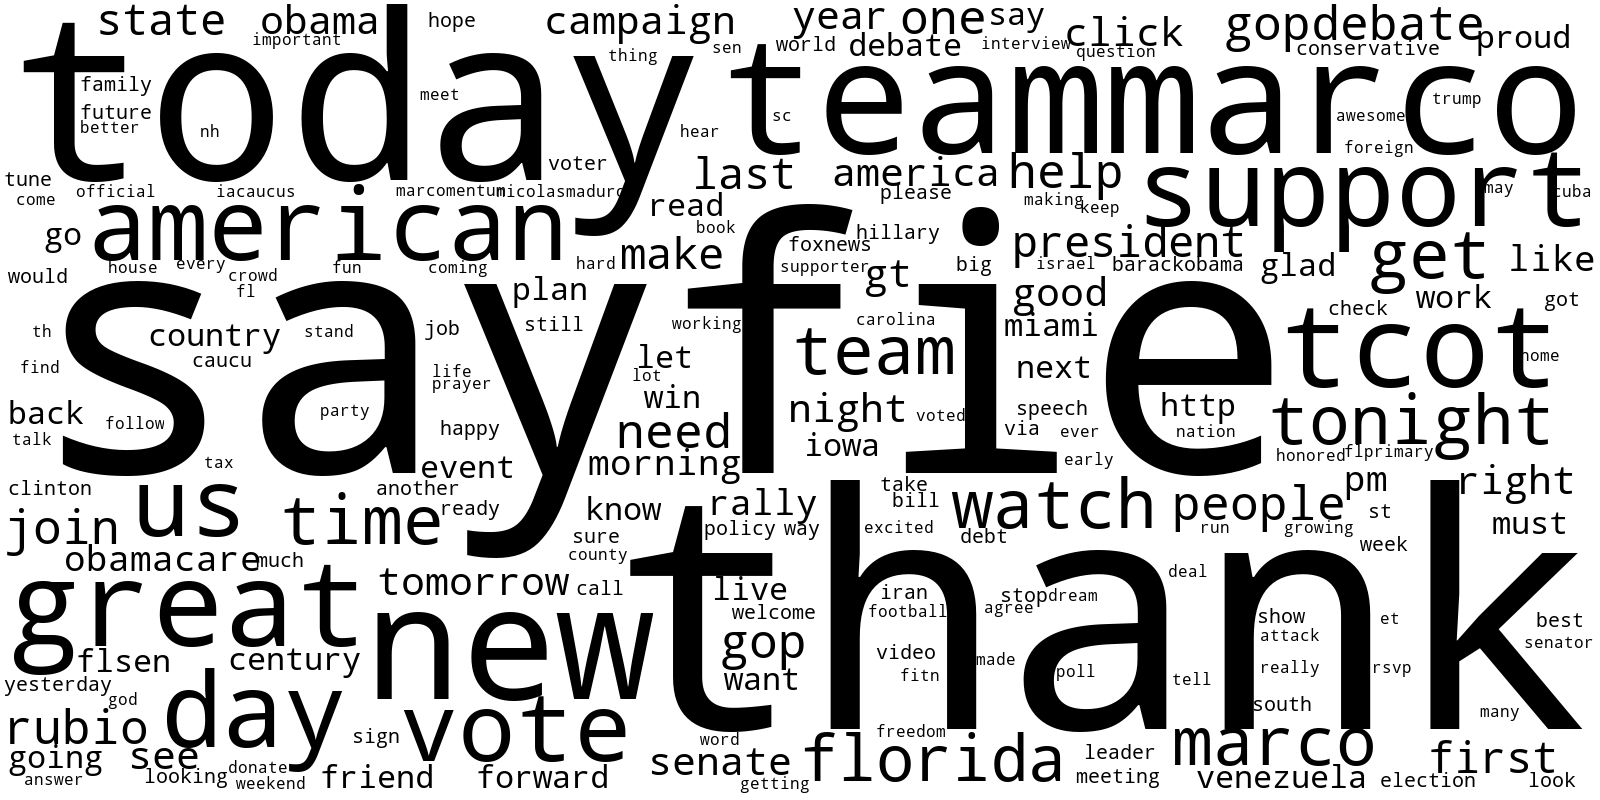 state obama hope campaign year one say click gopdebate
important thing sen world debate interview question conservative proud
today teammarco
family meet trump
future sc awesome
better nh hear foreign
voter last america help support
tune official iacaucus marcomentum nicolasmaduro please may cuba
come read making keep
american book
go make foxnews hillary president get like
would house every crowd fun coming hard supporter gt big israel barackobama glad
fl plan good work got
sayfie
th country stand job still working carolina miami check tcot
caucu let team home
find life lot next
prayer win
back follow party night voted speech http tonight
talk happy need iowa via ever nation
tax event morning early honored flprimary
clinton us another take pm right
join time ready know rally bill watch people st must
sure policy way excited debt run growing
obamacare much county week
thank
great tomorrow call live iran stop dream deal
new welcome football agree show et best
gop attack senator
flsen century video made really rsvp
yesterday want fitn poll tell
god south many
rubio day vote freedom
sign word marco
going see senate florida leader first
answer looking donate friend forward getting meeting venezuela election look
weekend